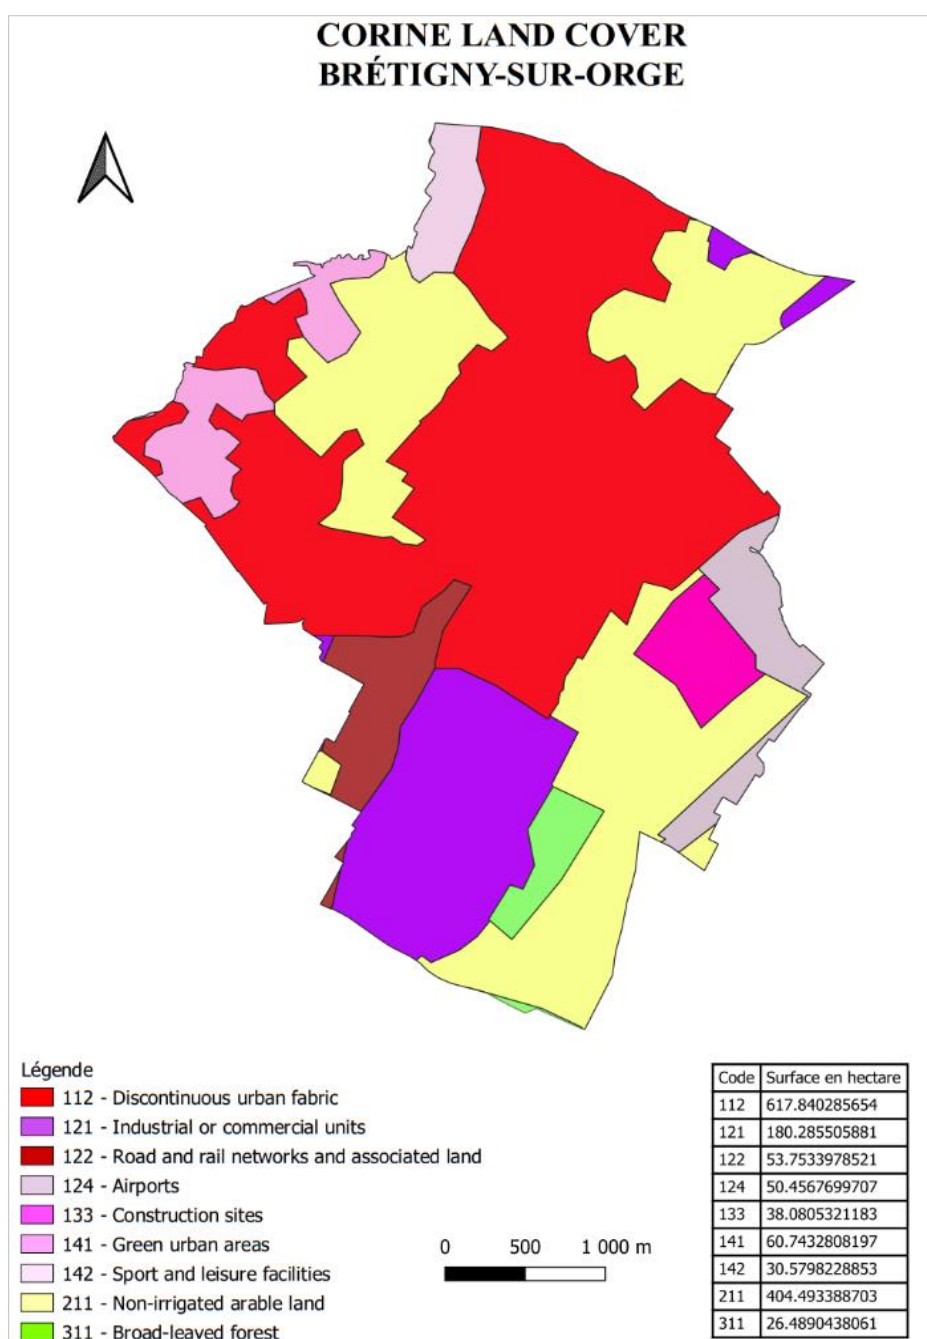 CORINE LAND COVER
BRÉTIGNY-SUR-ORGE
Légende
112 - Discontinuous urban fabric
121 - Industrial or commercial units
122 - Road and rail networks and associated land
124 - Airports
133 - Construction sites
141 - Green urban areas
142 - Sport and leisure facilities
211 - Non-irrigated arable land
311 - Broad-leaved forest
0 500 1 000 m
Code Surface en hectare
112 617.840285654
121 180.285505881
122 53.7533978521
124 50.4567699707
133 38.0805321183
141 60.7432808197
142 30.5798228853
211 404.493388703
311 26.4890438061